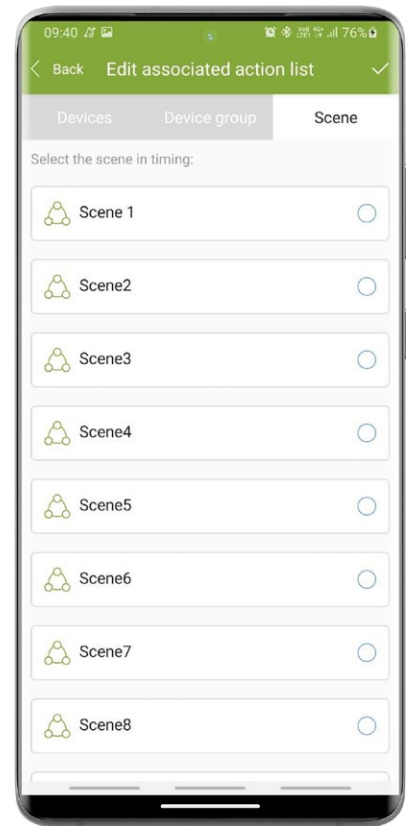 09:40 76%
Back Edit associated action list
Devices Device group Scene
Select the scene in timing:
Scene 1
Scene2
Scene3
Scene4
Scene5
Scene6
Scene7
Scene8